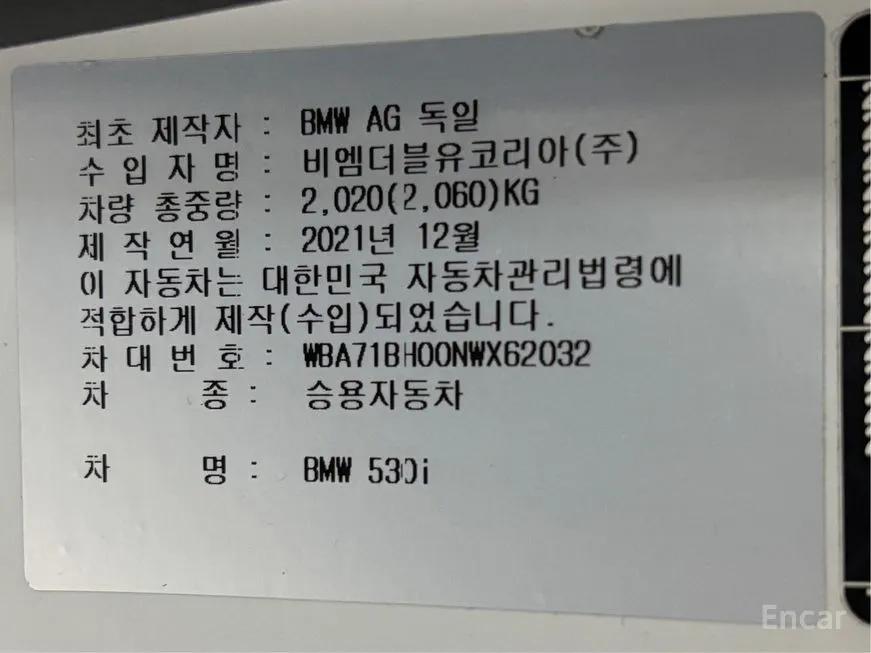 최초 제작자 : BMW AG 독일
수 입 자 명 : 비엠더블유코리아(주)
차량 총중량 : 2,020(2,060)KG
제 작 연 월 : 2021년 12월
이 자동차는 대한민국 자동차관리법령에
적합하게 제작(수입)되었습니다.
차 대 번 호 : WBA71BH00NWX62032
차 종 : 승용자동차
차 명 : BMW 530i
Encar